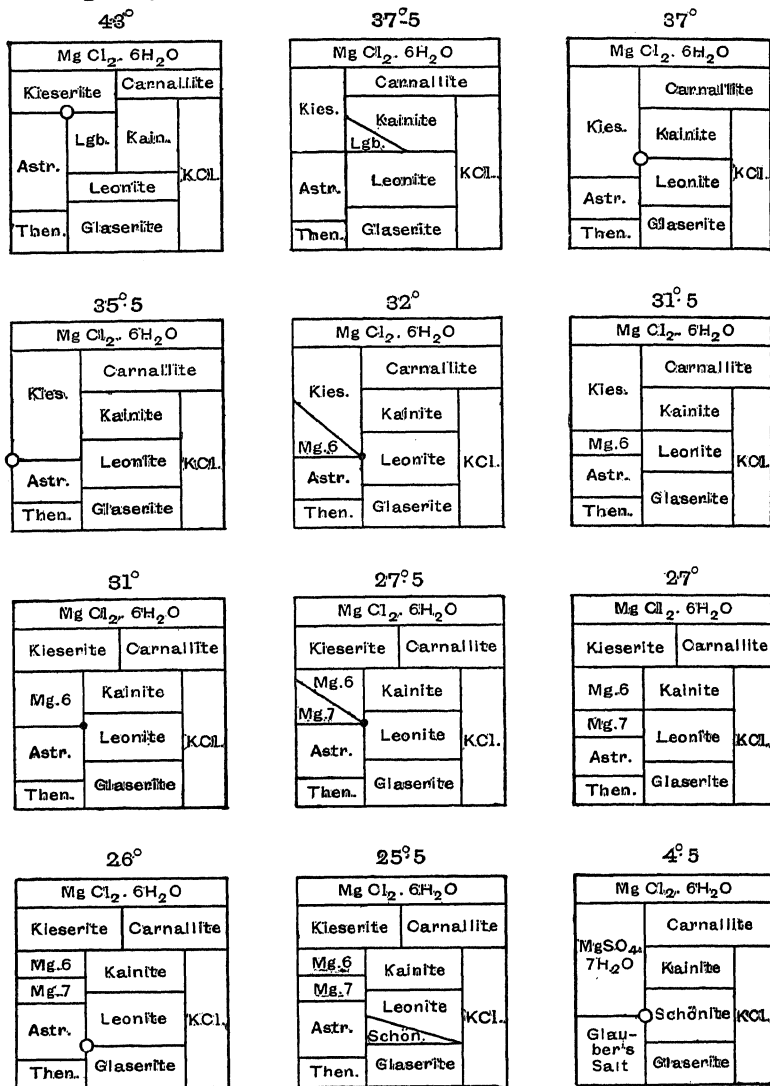 43°
Mg Cl2. 6H2O
Kieserite
Carnallite
Lgb.
Kain.
Astr.
KCl.
Leonite
Then.
Glaserite
37°.5
Mg Cl2. 6H2O
Carnallite
Kies.
Kainite
Lgb.
Astr.
Leonite
KCl.
Then.
Glaserite
37°
Mg Cl2. 6H2O
Carnallite
Kies.
Kainite
Leonite
KCl.
Astr.
Then.
Glaserite
35°.5
Mg Cl2. 6H2O
Carnallite
Kies.
Kainite
Leonite
KCl.
Astr.
Then.
Glaserite
32°
Mg Cl2. 6H2O
Carnallite
Kies.
Kainite
Mg.6
Leonite
KCl.
Astr.
Then.
Glaserite
31°.5
Mg Cl2. 6H2O
Carnallite
Kies.
Kainite
Mg.6
Leonite
KCl.
Astr.
Glaserite
Then.
31°
Mg Cl2. 6H2O
Kieserite
Carnallite
Mg.6
Kainite
Astr.
Leonite
KCl.
Then.
Glaserite
27°.5
Mg Cl2. 6H2O
Kieserite
Carnallite
Mg.6
Kainite
Mg.7
Leonite
KCl.
Astr.
Then.
Glaserite
27°
Mg Cl2. 6H2O
Kieserite
Carnallite
Mg.6
Kainite
Mg.7
Leonite
KCl.
Astr.
Then.
Glaserite
26°
Mg Cl2. 6H2O
Kieserite
Carnallite
Mg.6
Kainite
Mg.7
Leonite
KCl.
Astr.
Then.
Glaserite
25°.5
Mg Cl2. 6H2O
Kieserite
Carnallite
Mg.6
Kainite
Mg.7
Leonite
KCl.
Astr.
Schön.
Then.
Glaserite
4°.5
Mg Cl2. 6H2O
Carnallite
MgSO4.
7H2O
Kainite
Schönite
KCl.
Glau-
ber's
Salt
Glaserite